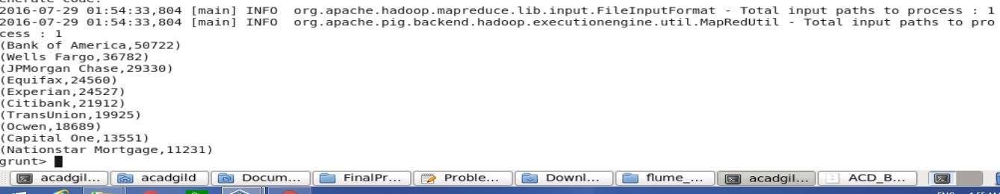 2016-07-29 01:54:33,804 [main] INFO  org.apache.hadoop.mapreduce.lib.input.FileInputFormat - Total input paths to process : 1
2016-07-29 01:54:33,804 [main] INFO  org.apache.pig.backend.hadoop.executionengine.util.MapRedUtil - Total input paths to pro
cess : 1
(Bank of America,50722)
(Wells Fargo,36782)
(JPMorgan Chase,29330)
(Equifax,24560)
(Experian,24527)
(Citibank,21912)
(TransUnion,19925)
(Ocwen,18689)
(Capital One,13551)
(Nationstar Mortgage,11231)
grunt>
acadgil... acadgild Docum... FinalPr... Proble... Downl... flume_... acadgil... ACD_B...